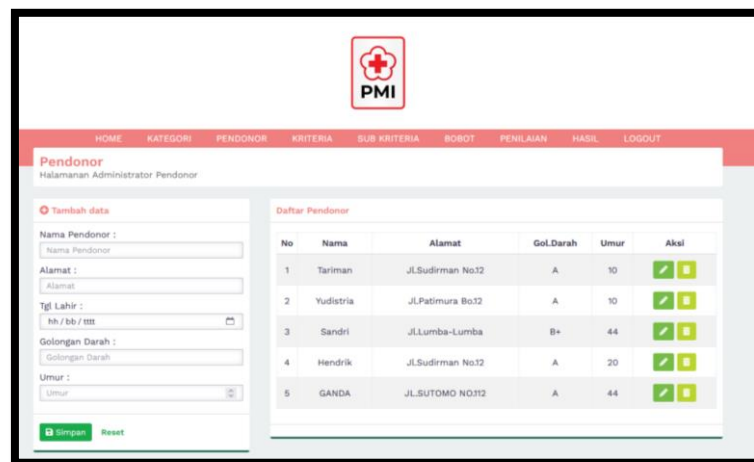 PMI
HOME KATEGORI PENDONOR KRITERIA SUB KRITERIA BOBOT PENILAIAN HASIL LOGOUT
Pendonor
Halamanan Administrator Pendonor
Tambah data
Nama Pendonor :
Nama Pendonor
Alamat :
Alamat
Tgl Lahir :
hh / bb / tttt
Golongan Darah :
Golongan Darah
Umur :
Umur
Simpan Reset
Daftar Pendonor
No Nama Alamat Gol.Darah Umur Aksi
1 Tariman Jl.Sudirman No.12 A 10
2 Yudistria Jl.Patimura Bo.12 A 10
3 Sandri Jl.Lumba-Lumba B+ 44
4 Hendrik Jl.Sudirman No.12 A 20
5 GANDA JL.SUTOMO NO.112 A 44